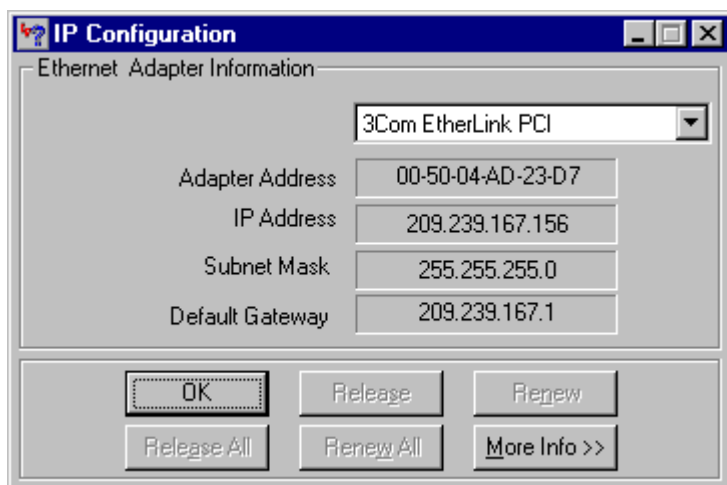 IP Configuration
Ethernet Adapter Information
3Com EtherLink PCI
Adapter Address 00-50-04-AD-23-D7
IP Address 209.239.167.156
Subnet Mask 255.255.255.0
Default Gateway 209.239.167.1
OK Release Renew
Release All Renew All More Info >>